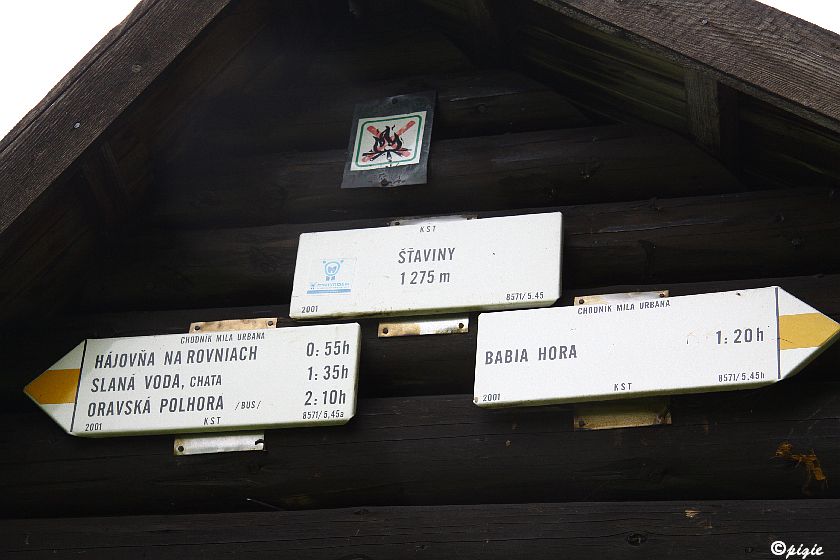 KST
ŠŤAVINY
1 275 m
2001
8571/5.45
CHODNÍK MILA URBANA
HÁJOVŇA NA ROVNIACH 0:55h
SLANÁ VODA, CHATA 1:35h
ORAVSKÁ POLHORA /BUS/ 2:10h
2001 KST 8571/5,45a
CHODNÍK MILA URBANA
BABIA HORA 1:20h
2001 KST 8571/5,45h
©pigie